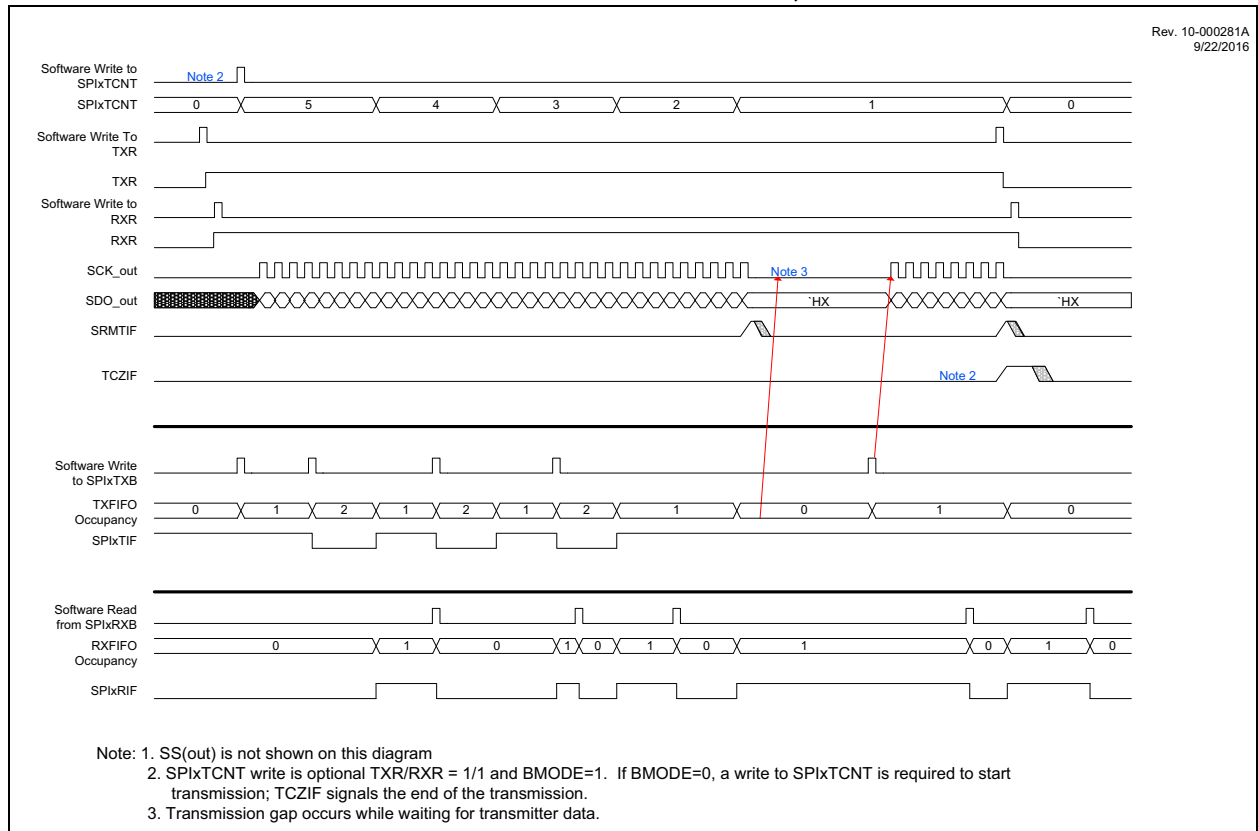 Rev. 10-000281A
9/22/2016
Software Write to
SPIxTCNT
Note 2
SPIxTCNT
0 5 4 3 2 1 0
Software Write To
TXR
TXR
Software Write to
RXR
RXR
SCK_out
Note 3
SDO_out
`HX `HX
SRMTIF
TCZIF
Note 2
Software Write
to SPIxTXB
TXFIFO
Occupancy
0 1 2 1 2 1 2 1 0 1 0
SPIxTIF
Software Read
from SPIxRXB
RXFIFO
Occupancy
0 1 0 1 0 1 0 1 0 1 0
SPIxRIF
Note: 1. SS(out) is not shown on this diagram
2. SPIxTCNT write is optional TXR/RXR = 1/1 and BMODE=1. If BMODE=0, a write to SPIxTCNT is required to start
transmission; TCZIF signals the end of the transmission.
3. Transmission gap occurs while waiting for transmitter data.